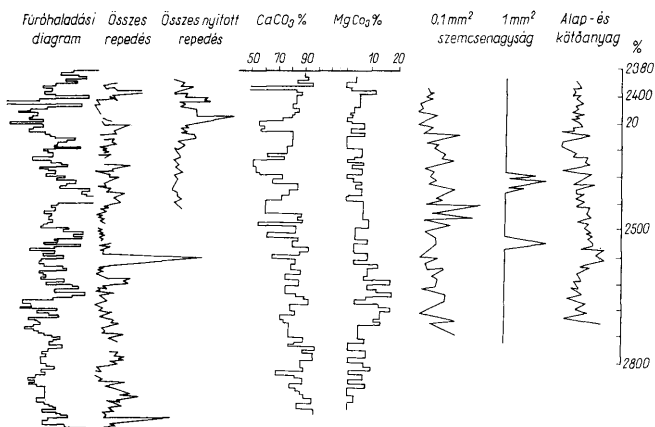 Fúróhaladási diagram
Összes repedés
Összes nyitott repedés
CaCO3 %
50 70 90
MgCo3 %
10 20
0,1 mm² 1 mm²
szemcsenagyság
Alap- és kötőanyag
%
2380
2400
20
2500
2800